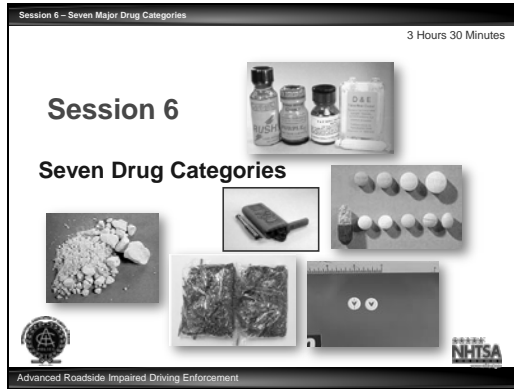 Session 6 – Seven Major Drug Categories
3 Hours 30 Minutes
Session 6
RUSH
D & E
Seven Drug Categories
NHTSA
Advanced Roadside Impaired Driving Enforcement